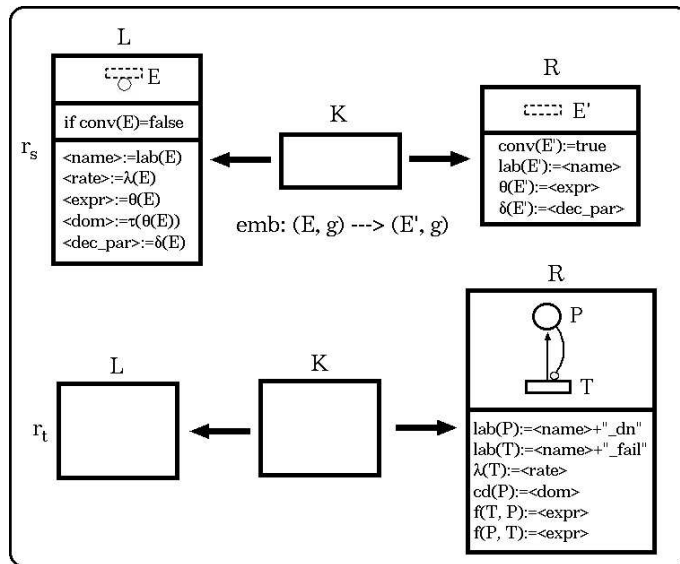 L
E
if conv(E)=false
r_s
<name>:=lab(E)
<rate>:=λ(E)
<expr>:=θ(E)
<dom>:=τ(θ(E))
<dec_par>:=δ(E)
K
emb: (E, g) ---> (E', g)
R
E'
conv(E'):=true
lab(E'):=<name>
θ(E'):=<expr>
δ(E'):=<dec_par>
r_t
L
K
R
P
T
lab(P):=<name>+"_dn"
lab(T):=<name>+"_fail"
λ(T):=<rate>
cd(P):=<dom>
f(T, P):=<expr>
f(P, T):=<expr>